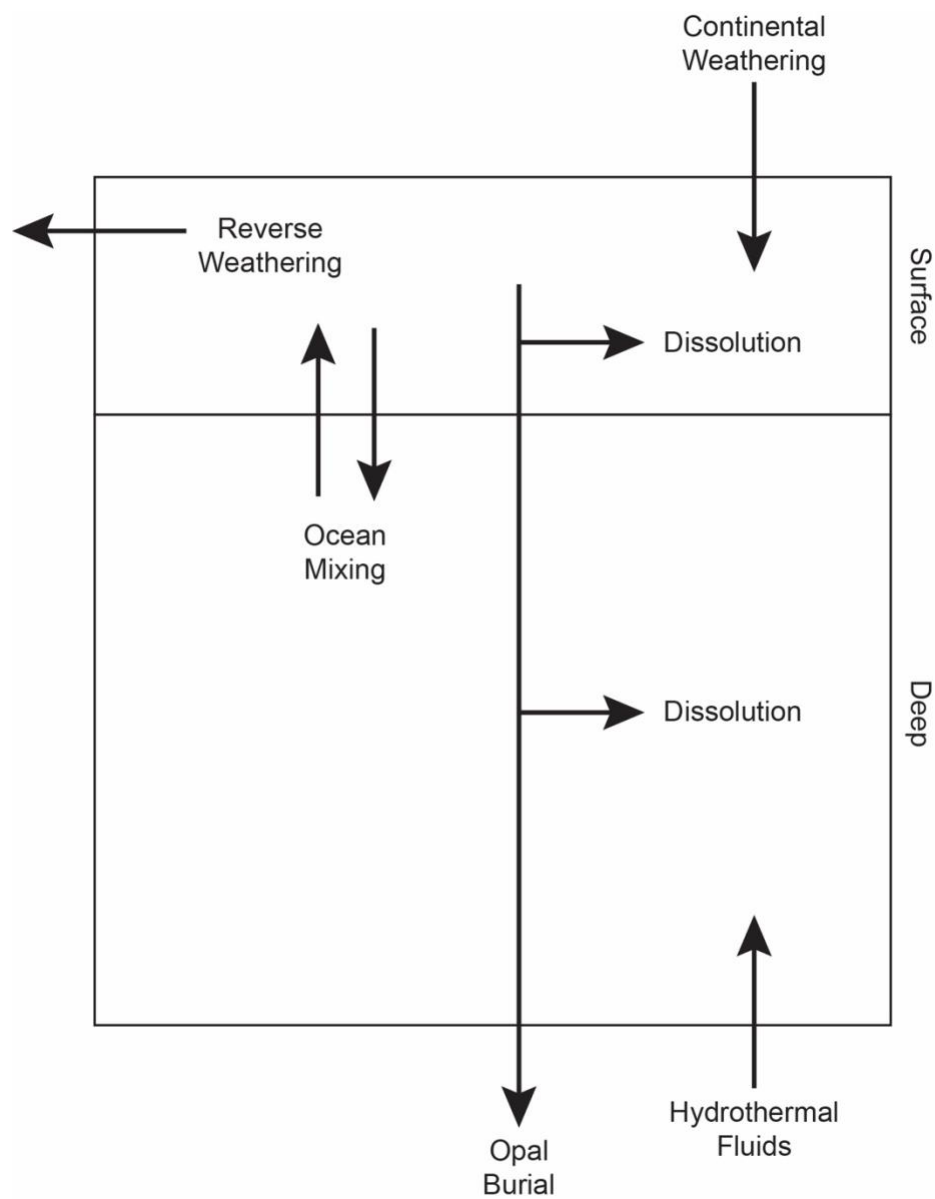 Continental
Weathering
Reverse
Weathering
Surface
Dissolution
Ocean
Mixing
Deep
Dissolution
Hydrothermal
Fluids
Opal
Burial